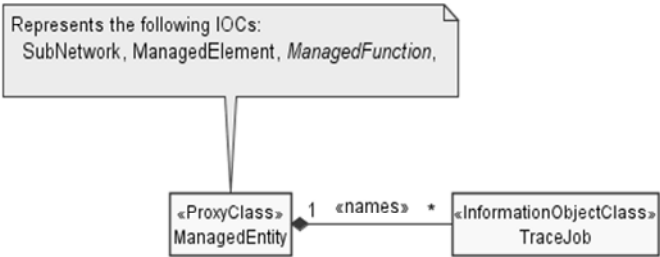 Represents the following IOCs:
SubNetwork, ManagedElement, ManagedFunction,
«ProxyClass»
ManagedEntity
1 «names» *
«InformationObjectClass»
TraceJob